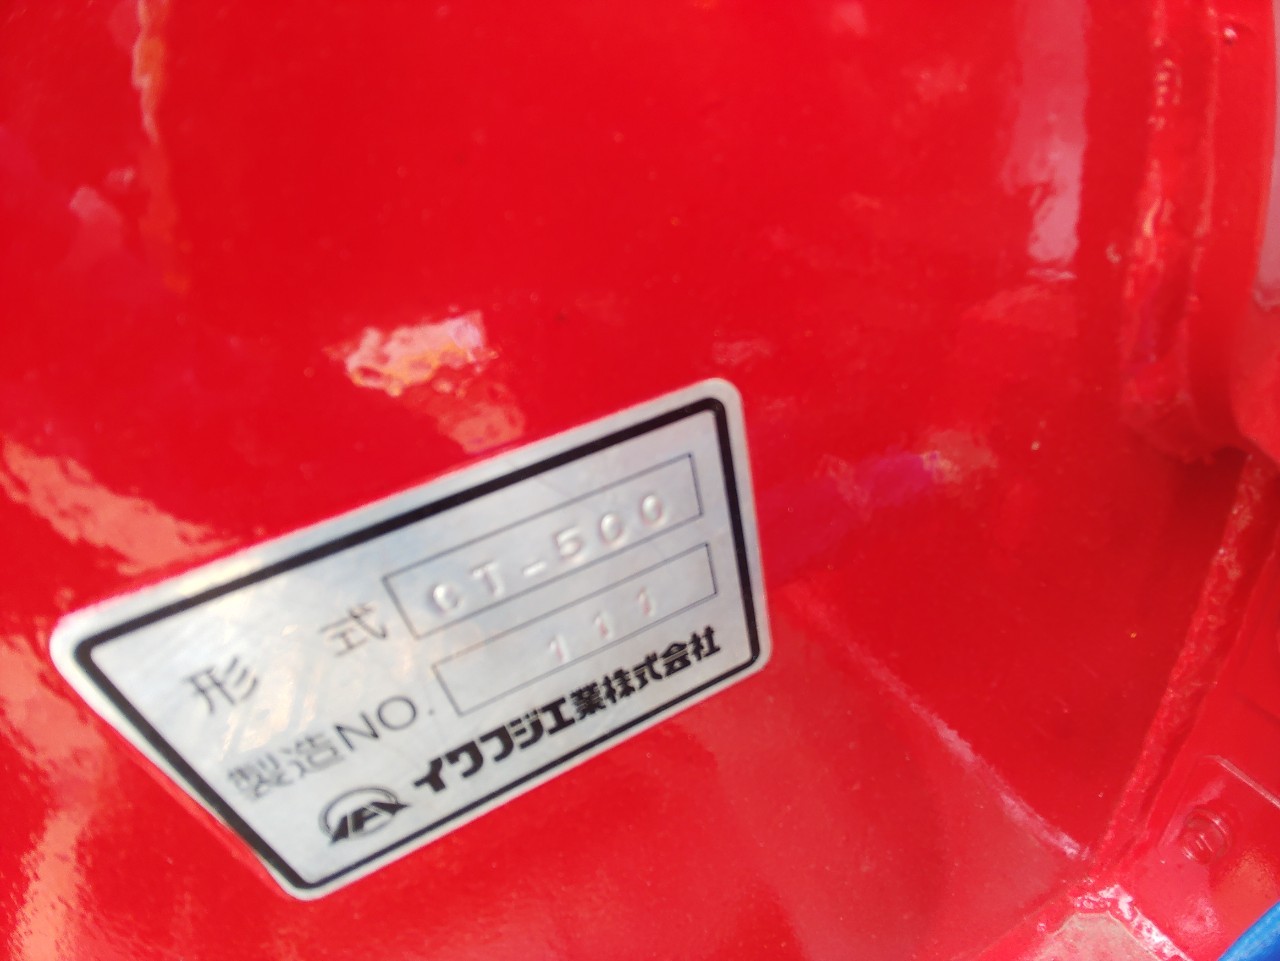 形 式 CT-500
製造NO. 111
イワフジ工業株式会社